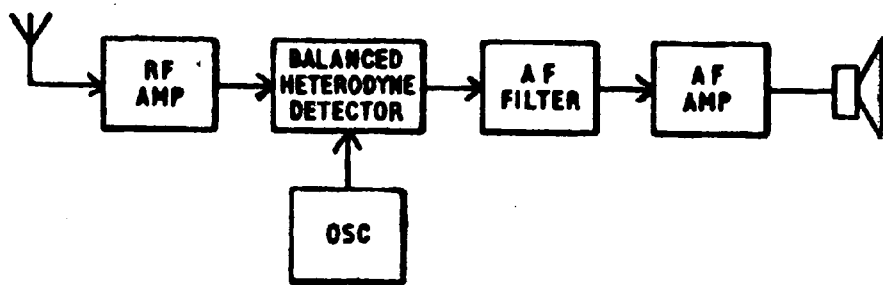 RF
AMP
BALANCED
HETERODYNE
DETECTOR
AF
FILTER
AF
AMP
OSC